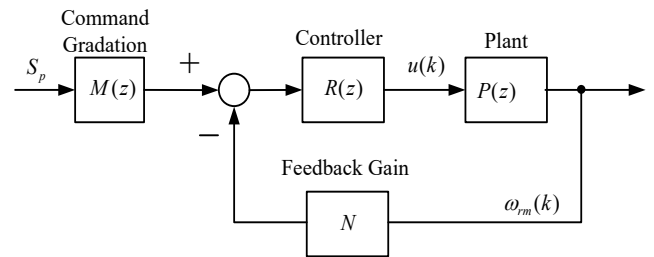 Command
Gradation
Controller
Plant
S_p
M(z)
+
R(z)
u(k)
P(z)
−
Feedback Gain
N
ω_rm(k)